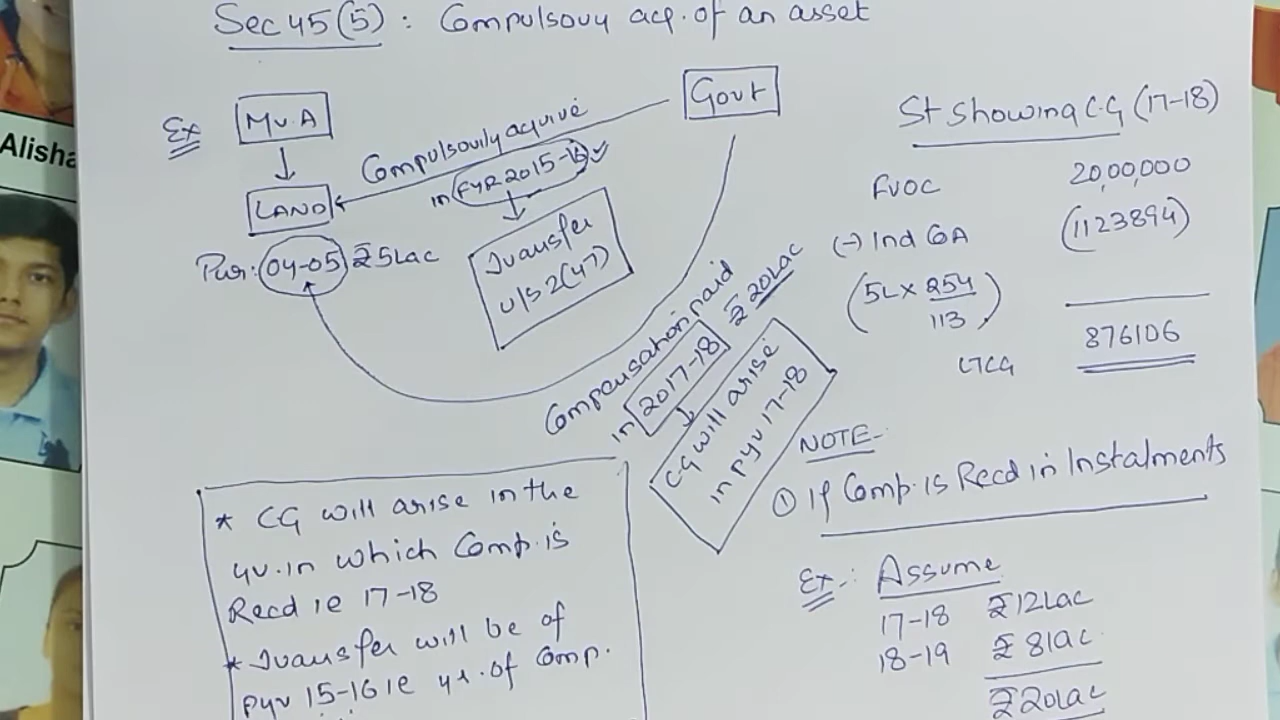 Sec 45(5) : Compulsory acq. of an asset
Alisha
Ex
Mr A
Govt
Compulsorily acquire
in FYR 2015-16
LAND
Pur: 04-05 ₹5Lac
Transfer
u/s 2(47)
Compensation paid
in 2017-18 ₹20Lac
CG will arise
in pyr 17-18
St Showing C.G (17-18)
FVOC 20,00,000
(-) Ind COA (1123894)
(5L × 254
113)
LTCG 876106
* CG will arise in the
yr. in which Comp. is
Recd ie 17-18
* Transfer will be of
pyr 15-16 ie yr. of Comp.
NOTE-
① If Comp. is Recd in Instalments
Ex-: Assume
17-18 ₹12Lac
18-19 ₹8Lac
₹20Lac